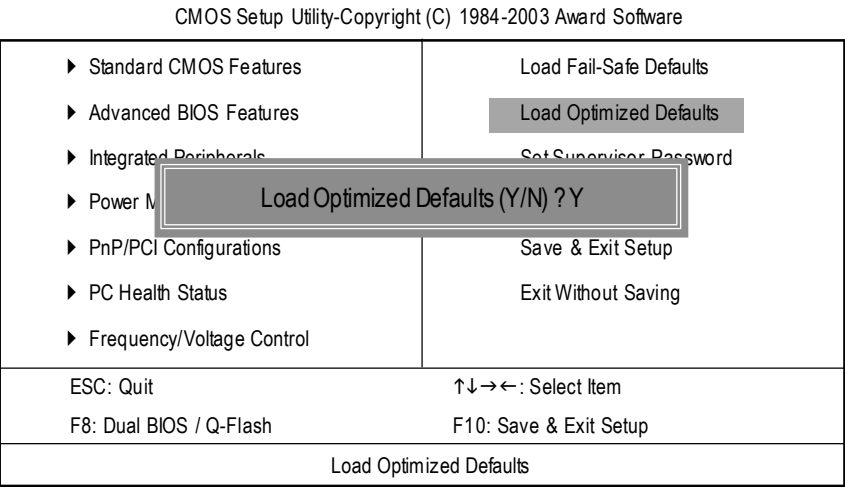 CMOS Setup Utility-Copyright (C) 1984-2003 Award Software
▶ Standard CMOS Features
▶ Advanced BIOS Features
▶ Integrated Peripherals
▶ Power M
▶ PnP/PCI Configurations
▶ PC Health Status
▶ Frequency/Voltage Control
Load Fail-Safe Defaults
Load Optimized Defaults
Set Supervisor Password
Save & Exit Setup
Exit Without Saving
Load Optimized Defaults (Y/N) ? Y
ESC: Quit
↑↓→←: Select Item
F8: Dual BIOS / Q-Flash
F10: Save & Exit Setup
Load Optimized Defaults